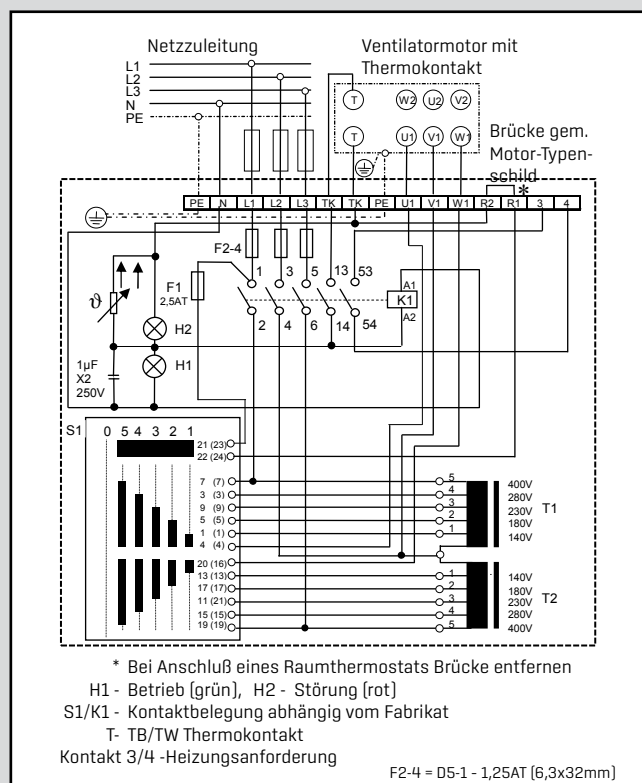 Netzzuleitung
Ventilatormotor mit
Thermokontakt
L1
L2
L3
N
PE
T W2 U2 V2
T U1 V1 W1
Brücke gem.
Motor-Typen-
schild
*
PE N L1 L2 L3 TK TK PE U1 V1 W1 R2 R1 3 4
F2-4
F1
2,5AT
1 3 5 13 53
2 4 6 14 54
A1
K1
A2
ϑ
H2
H1
1µF
X2
250V
S1 0 5 4 3 2 1
21 (23)
22 (24)
7 (7)
3 (3)
9 (9)
5 (5)
1 (1)
4 (4)
20 (16)
13 (13)
17 (17)
11 (21)
15 (15)
19 (19)
5 400V
4 280V
3 230V
2 180V
1 140V
T1
1 140V
2 180V
3 230V
4 280V
5 400V
T2
* Bei Anschluß eines Raumthermostats Brücke entfernen
H1 - Betrieb (grün), H2 - Störung (rot)
S1/K1 - Kontaktbelegung abhängig vom Fabrikat
T- TB/TW Thermokontakt
Kontakt 3/4 -Heizungsanforderung
F2-4 = D5-1 - 1,25AT (6,3x32mm)